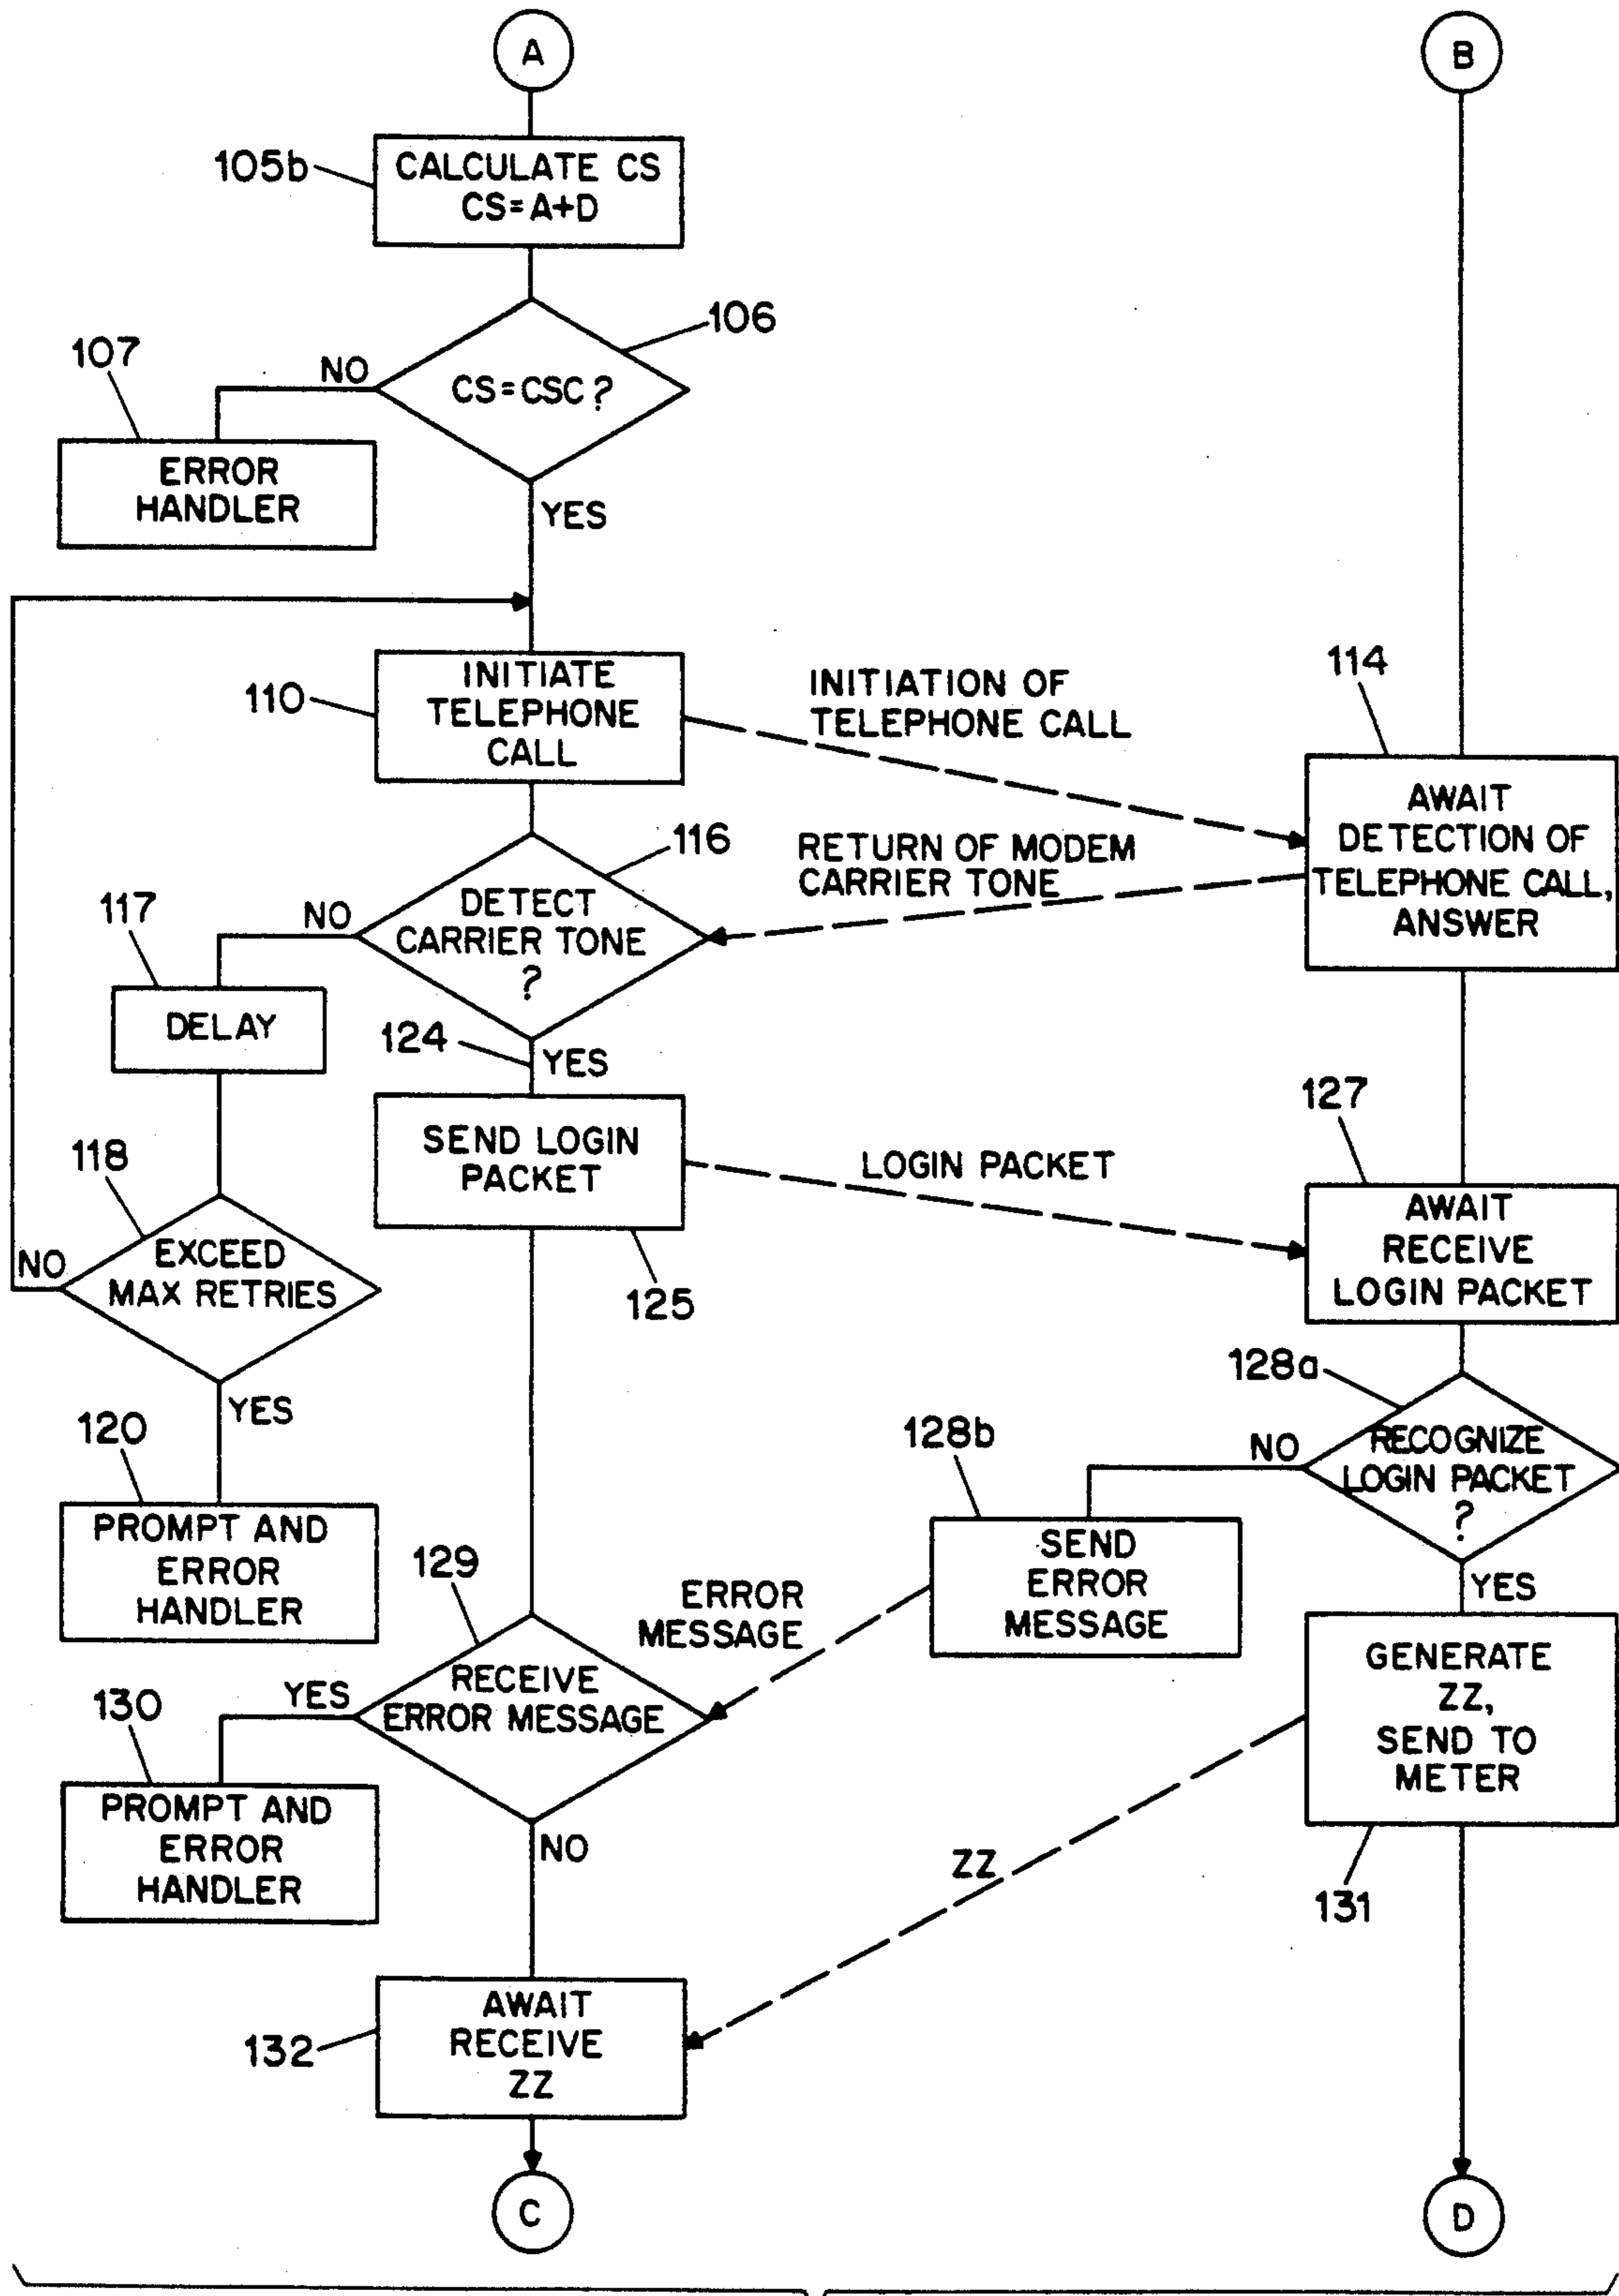 A
B
105b
CALCULATE CS
CS=A+D
106
107
NO
CS=CSC?
ERROR
HANDLER
YES
110
INITIATE
TELEPHONE
CALL
INITIATION OF
TELEPHONE CALL
114
AWAIT
DETECTION OF
TELEPHONE CALL,
ANSWER
116
RETURN OF MODEM
CARRIER TONE
117
NO
DETECT
CARRIER TONE
?
DELAY
124
YES
118
SEND LOGIN
PACKET
LOGIN PACKET
127
AWAIT
RECEIVE
LOGIN PACKET
NO
EXCEED
MAX RETRIES
125
YES
128a
120
PROMPT AND
ERROR
HANDLER
128b
NO
RECOGNIZE
LOGIN PACKET
?
SEND
ERROR
MESSAGE
YES
129
ERROR
MESSAGE
130
YES
RECEIVE
ERROR MESSAGE
GENERATE
ZZ,
SEND TO
METER
PROMPT AND
ERROR
HANDLER
NO
ZZ
131
132
AWAIT
RECEIVE
ZZ
C
D